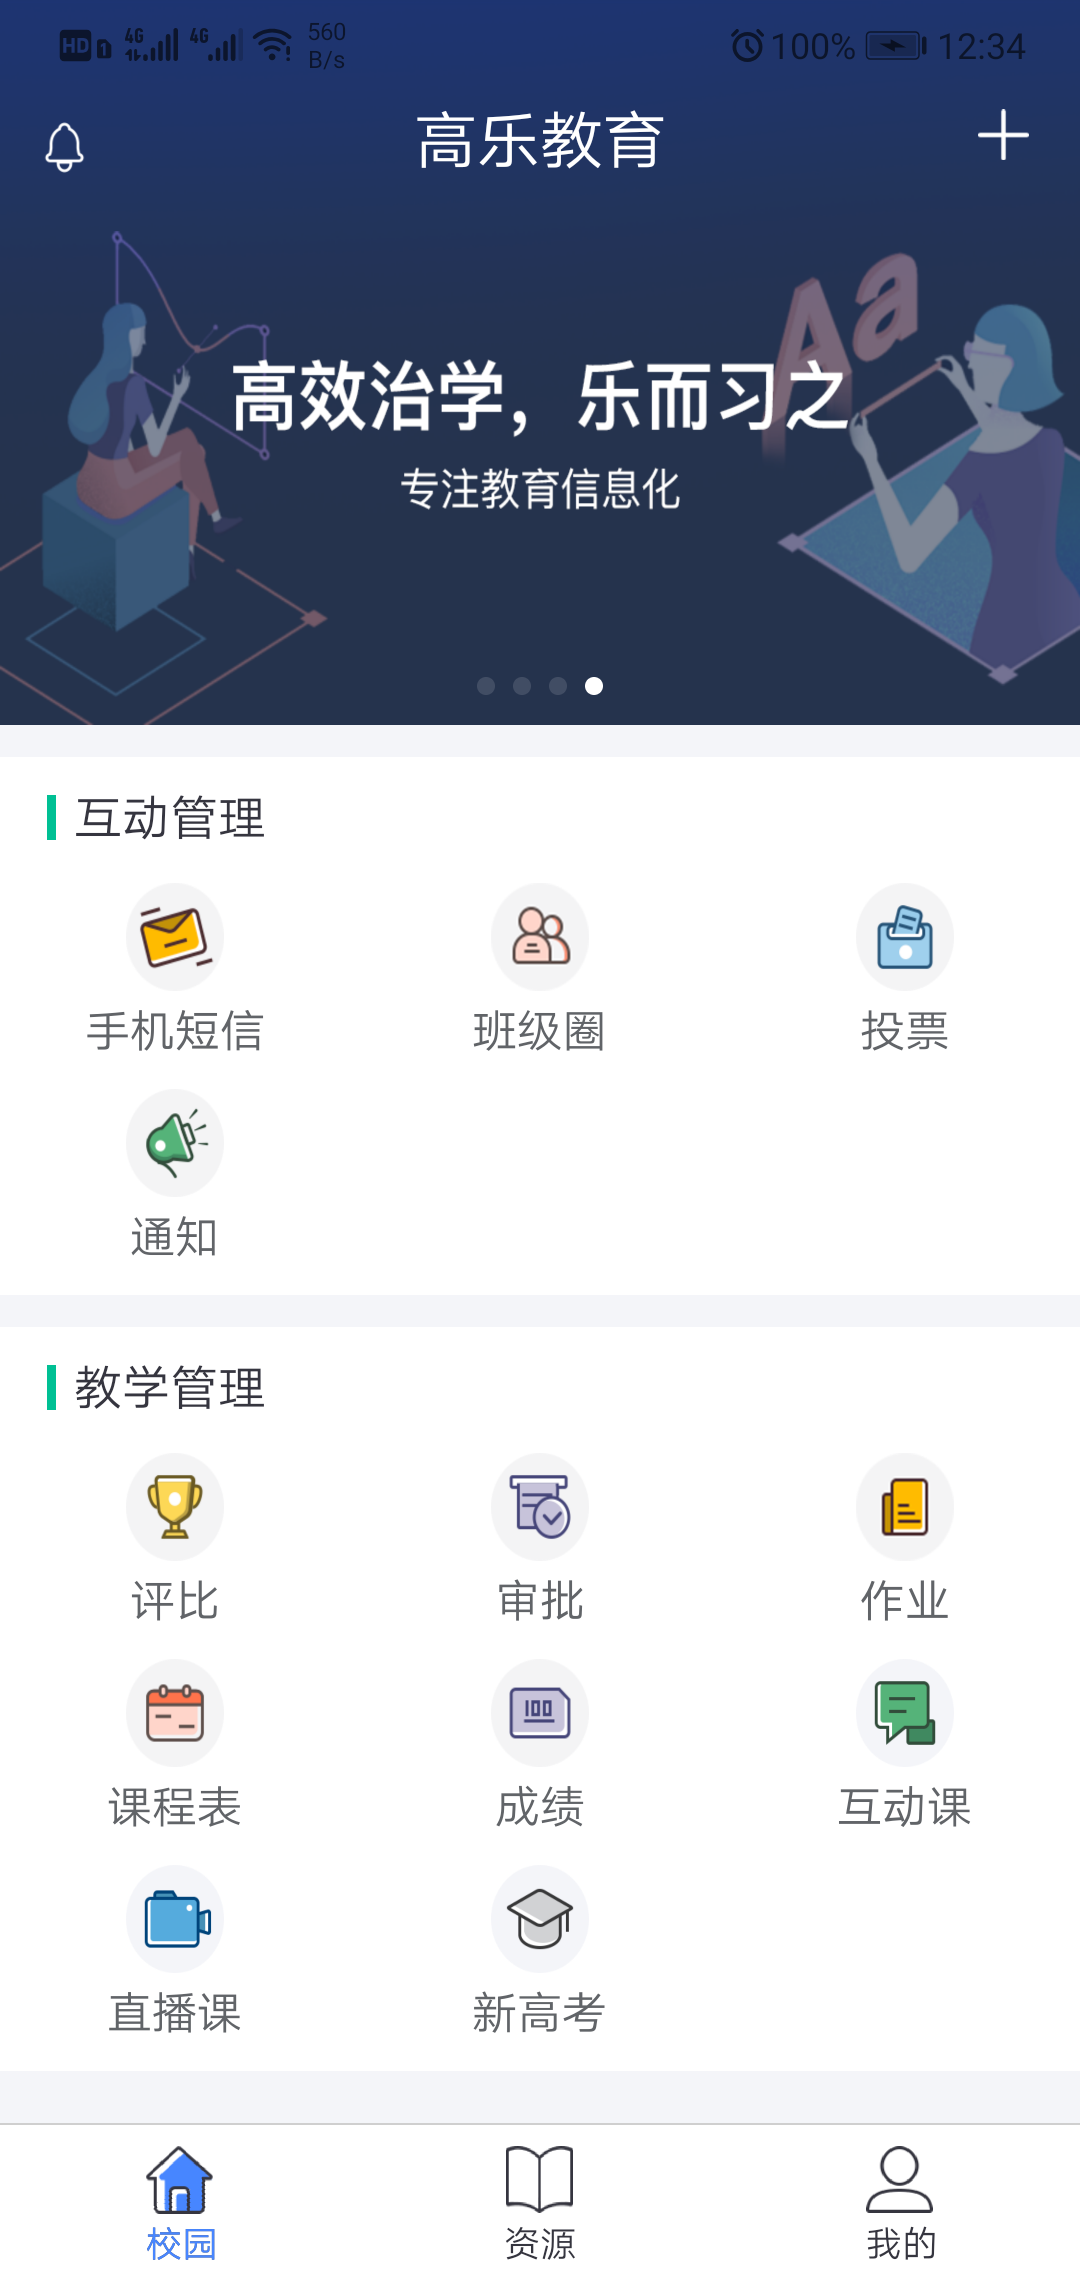 HD 1 4G 4G 560 B/s 100% 12:34
高乐教育
Aa
高效治学，乐而习之
专注教育信息化
互动管理
手机短信 班级圈 投票
通知
教学管理
评比 审批 作业
100
课程表 成绩 互动课
直播课 新高考
校园 资源 我的